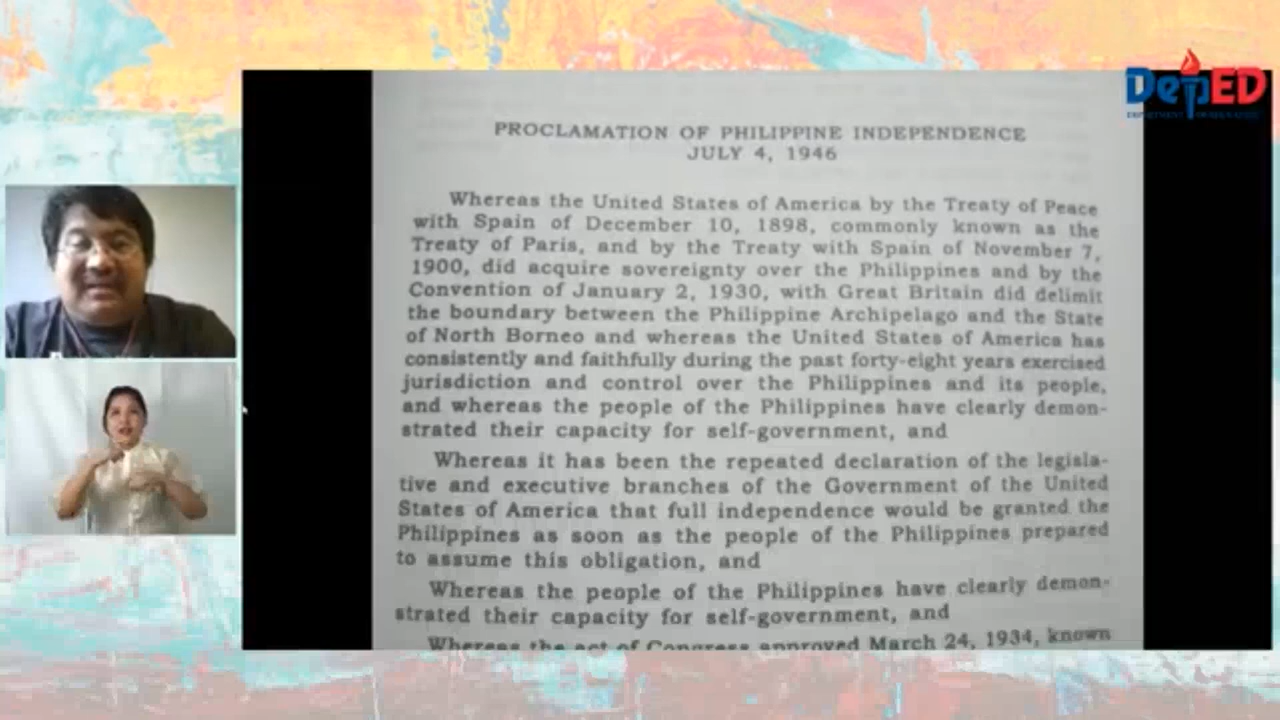 DepED
DEPARTMENT OF EDUCATION
PROCLAMATION OF PHILIPPINE INDEPENDENCE
JULY 4, 1946
Whereas the United States of America by the Treaty of Peace
with Spain of December 10, 1898, commonly known as the
Treaty of Paris, and by the Treaty with Spain of November 7,
1900, did acquire sovereignty over the Philippines and by the
Convention of January 2, 1930, with Great Britain did delimit
the boundary between the Philippine Archipelago and the State
of North Borneo and whereas the United States of America has
consistently and faithfully during the past forty-eight years exercised
jurisdiction and control over the Philippines and its people,
and whereas the people of the Philippines have clearly demon-
strated their capacity for self-government, and
Whereas it has been the repeated declaration of the legisla-
tive and executive branches of the Government of the United
States of America that full independence would be granted the
Philippines as soon as the people of the Philippines prepared
to assume this obligation, and
Whereas the people of the Philippines have clearly demon-
strated their capacity for self-government, and
Whereas the act of Congress approved March 24, 1934, known